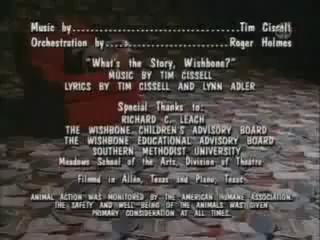 Music by..........Tim Cissell
Orchestration by..........Roger Holmes
"What's the Story, Wishbone?"
MUSIC BY TIM CISSELL
LYRICS BY TIM CISSELL AND LYNN ADLER
Special Thanks to:
RICHARD C. LEACH
THE WISHBONE CHILDREN'S ADVISORY BOARD
THE WISHBONE EDUCATIONAL ADVISORY BOARD
SOUTHERN METHODIST UNIVERSITY
Meadows School of the Arts, Division of Theatre
Filmed in Allen, Texas and Plano, Texas
ANIMAL ACTION WAS MONITORED BY THE AMERICAN HUMANE ASSOCIATION.
THE SAFETY AND WELL-BEING OF THE ANIMALS WAS GIVEN
PRIMARY CONSIDERATION AT ALL TIMES.